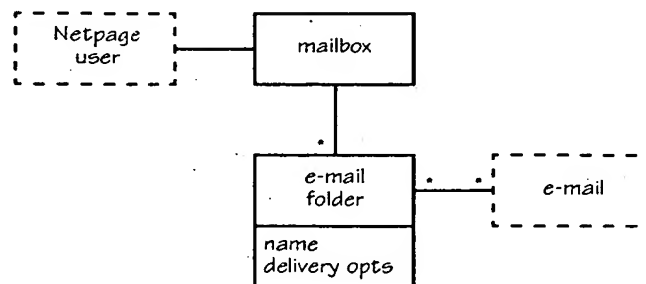 Netpage
user
mailbox
*
e-mail
folder
* *
e-mail
name
delivery opts